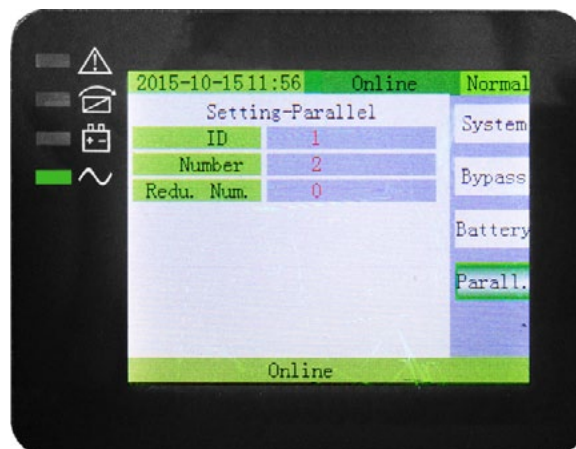 2015-10-15 11:56 Online Normal
Setting-Parallel
ID 1
Number 2
Redu. Num. 0
System
Bypass
Battery
Parall.
Online